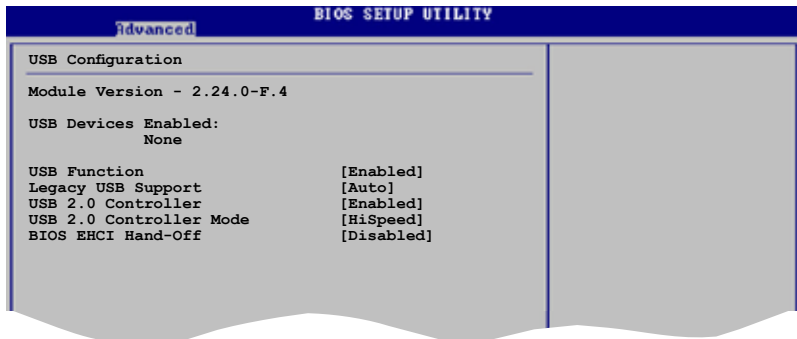 BIOS SETUP UTILITY
Advanced
USB Configuration
Module Version - 2.24.0-F.4
USB Devices Enabled:
None
USB Function [Enabled]
Legacy USB Support [Auto]
USB 2.0 Controller [Enabled]
USB 2.0 Controller Mode [HiSpeed]
BIOS EHCI Hand-Off [Disabled]